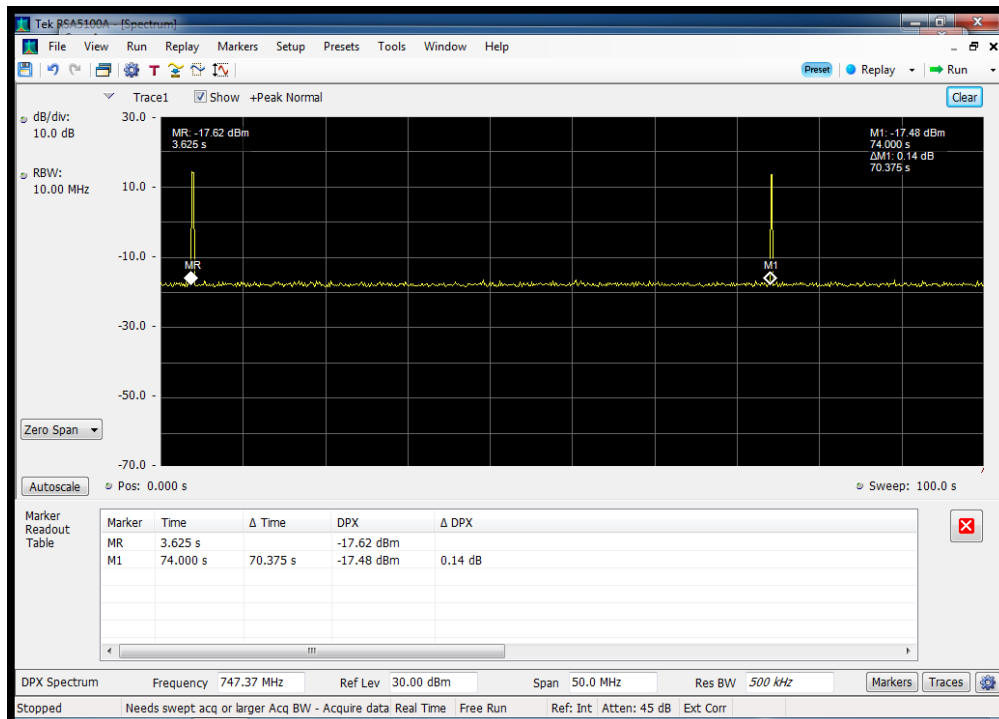 Tek RSA5100A - [Spectrum]
File View Run Replay Markers Setup Presets Tools Window Help
T Preset Replay Run
Trace1 Show +Peak Normal Clear
dB/div:
10.0 dB
RBW:
10.00 MHz
30.0
10.0
-10.0
-30.0
-50.0
-70.0
MR: -17.62 dBm
3.625 s
M1: -17.48 dBm
74.000 s
ΔM1: 0.14 dB
70.375 s
MR
M1
Zero Span
Autoscale Pos: 0.000 s Sweep: 100.0 s
Marker
Readout
Table
Marker Time Δ Time DPX Δ DPX
MR 3.625 s -17.62 dBm
M1 74.000 s 70.375 s -17.48 dBm 0.14 dB
DPX Spectrum Frequency 747.37 MHz Ref Lev 30.00 dBm Span 50.0 MHz Res BW 500 kHz Markers Traces
Stopped Needs swept acq or larger Acq BW - Acquire data Real Time Free Run Ref: Int Atten: 45 dB Ext Corr